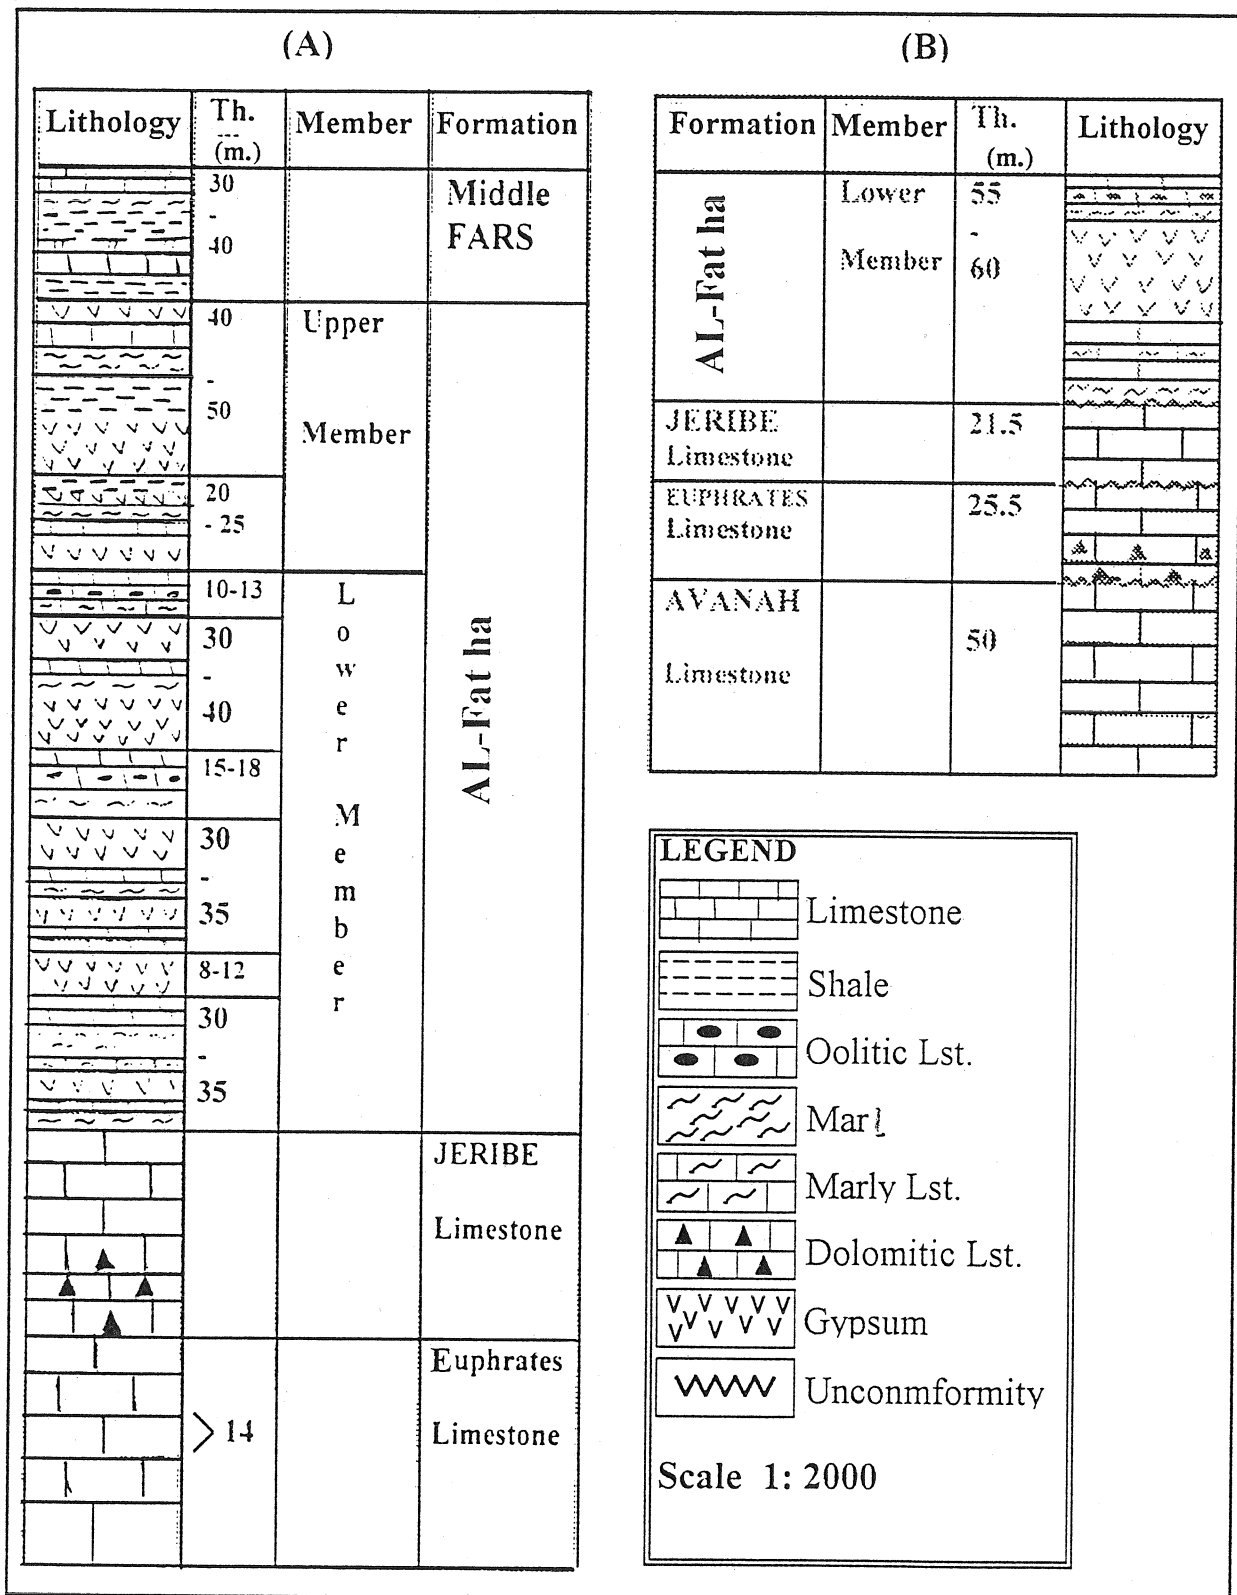 (A)
Lithology
Th.
(m.)
Member
Formation
30
-
40
Middle
FARS
40
-
50
Upper
Member
20
- 25
10-13
30
-
40
15-18
30
-
35
8-12
30
-
35
Lower Member
AL-Fat ha
JERIBE
Limestone
> 14
Euphrates
Limestone
(B)
Formation
Member
Th.
(m.)
Lithology
AL-Fat ha
Lower
Member
55
-
60
JERIBE
Limestone
21.5
EUPHRATES
Limestone
25.5
AVANAH
Limestone
50
LEGEND
Limestone
Shale
Oolitic Lst.
Marl
Marly Lst.
Dolomitic Lst.
Gypsum
Unconmformity
Scale 1: 2000